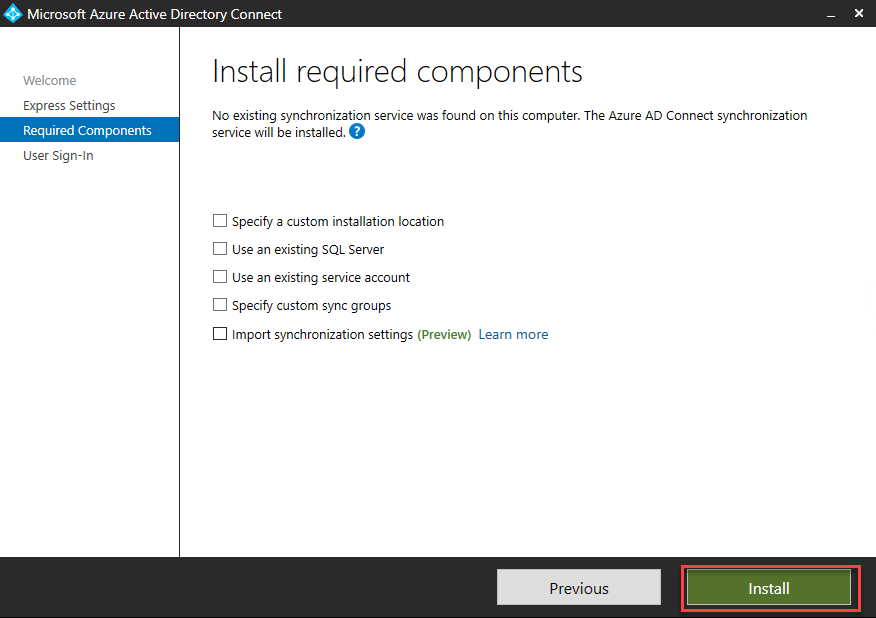 Microsoft Azure Active Directory Connect
Welcome
Express Settings
Required Components
User Sign-In
Install required components
No existing synchronization service was found on this computer. The Azure AD Connect synchronization
service will be installed. ?
Specify a custom installation location
Use an existing SQL Server
Use an existing service account
Specify custom sync groups
Import synchronization settings (Preview) Learn more
Previous
Install